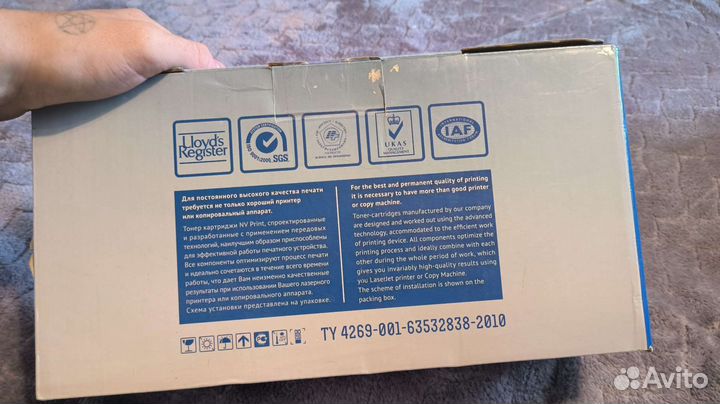 Lloyd's
Register
ISO 9001:2000
SGS
UKAS
QUALITY
MANAGEMENT
INTERNATIONAL
IAF
Для постоянного высокого качества печати
требуется не только хороший принтер
или копировальный аппарат.
Тонер картриджи NV Print, спроектированные
и разработанные с применением передовых
технологий, наилучшим образом приспособлены
для эффективной работы печатного устройства.
Все компоненты оптимизируют процесс печати
и идеально сочетаются в течение всего времени
работы, что дает Вам неизменно качественные
результаты при использовании Вашего лазерного
принтера или копировального аппарата.
Схема установки представлена на упаковке.
For the best and permanent quality of printing
it is necessary to have more than good printer
or copy machine.
Toner-cartridges manufactured by our company
are designed and worked out using the advanced
technology, accommodated to the efficient work
of printing device. All components optimize the
printing process and ideally combine with each
other during the whole period of work, which
gives you invariably high-quality results using
you LaserJet printer or Copy Machine.
The scheme of installation is shown on the
packing box.
ТУ 4269-001-63532838-2010
Avito